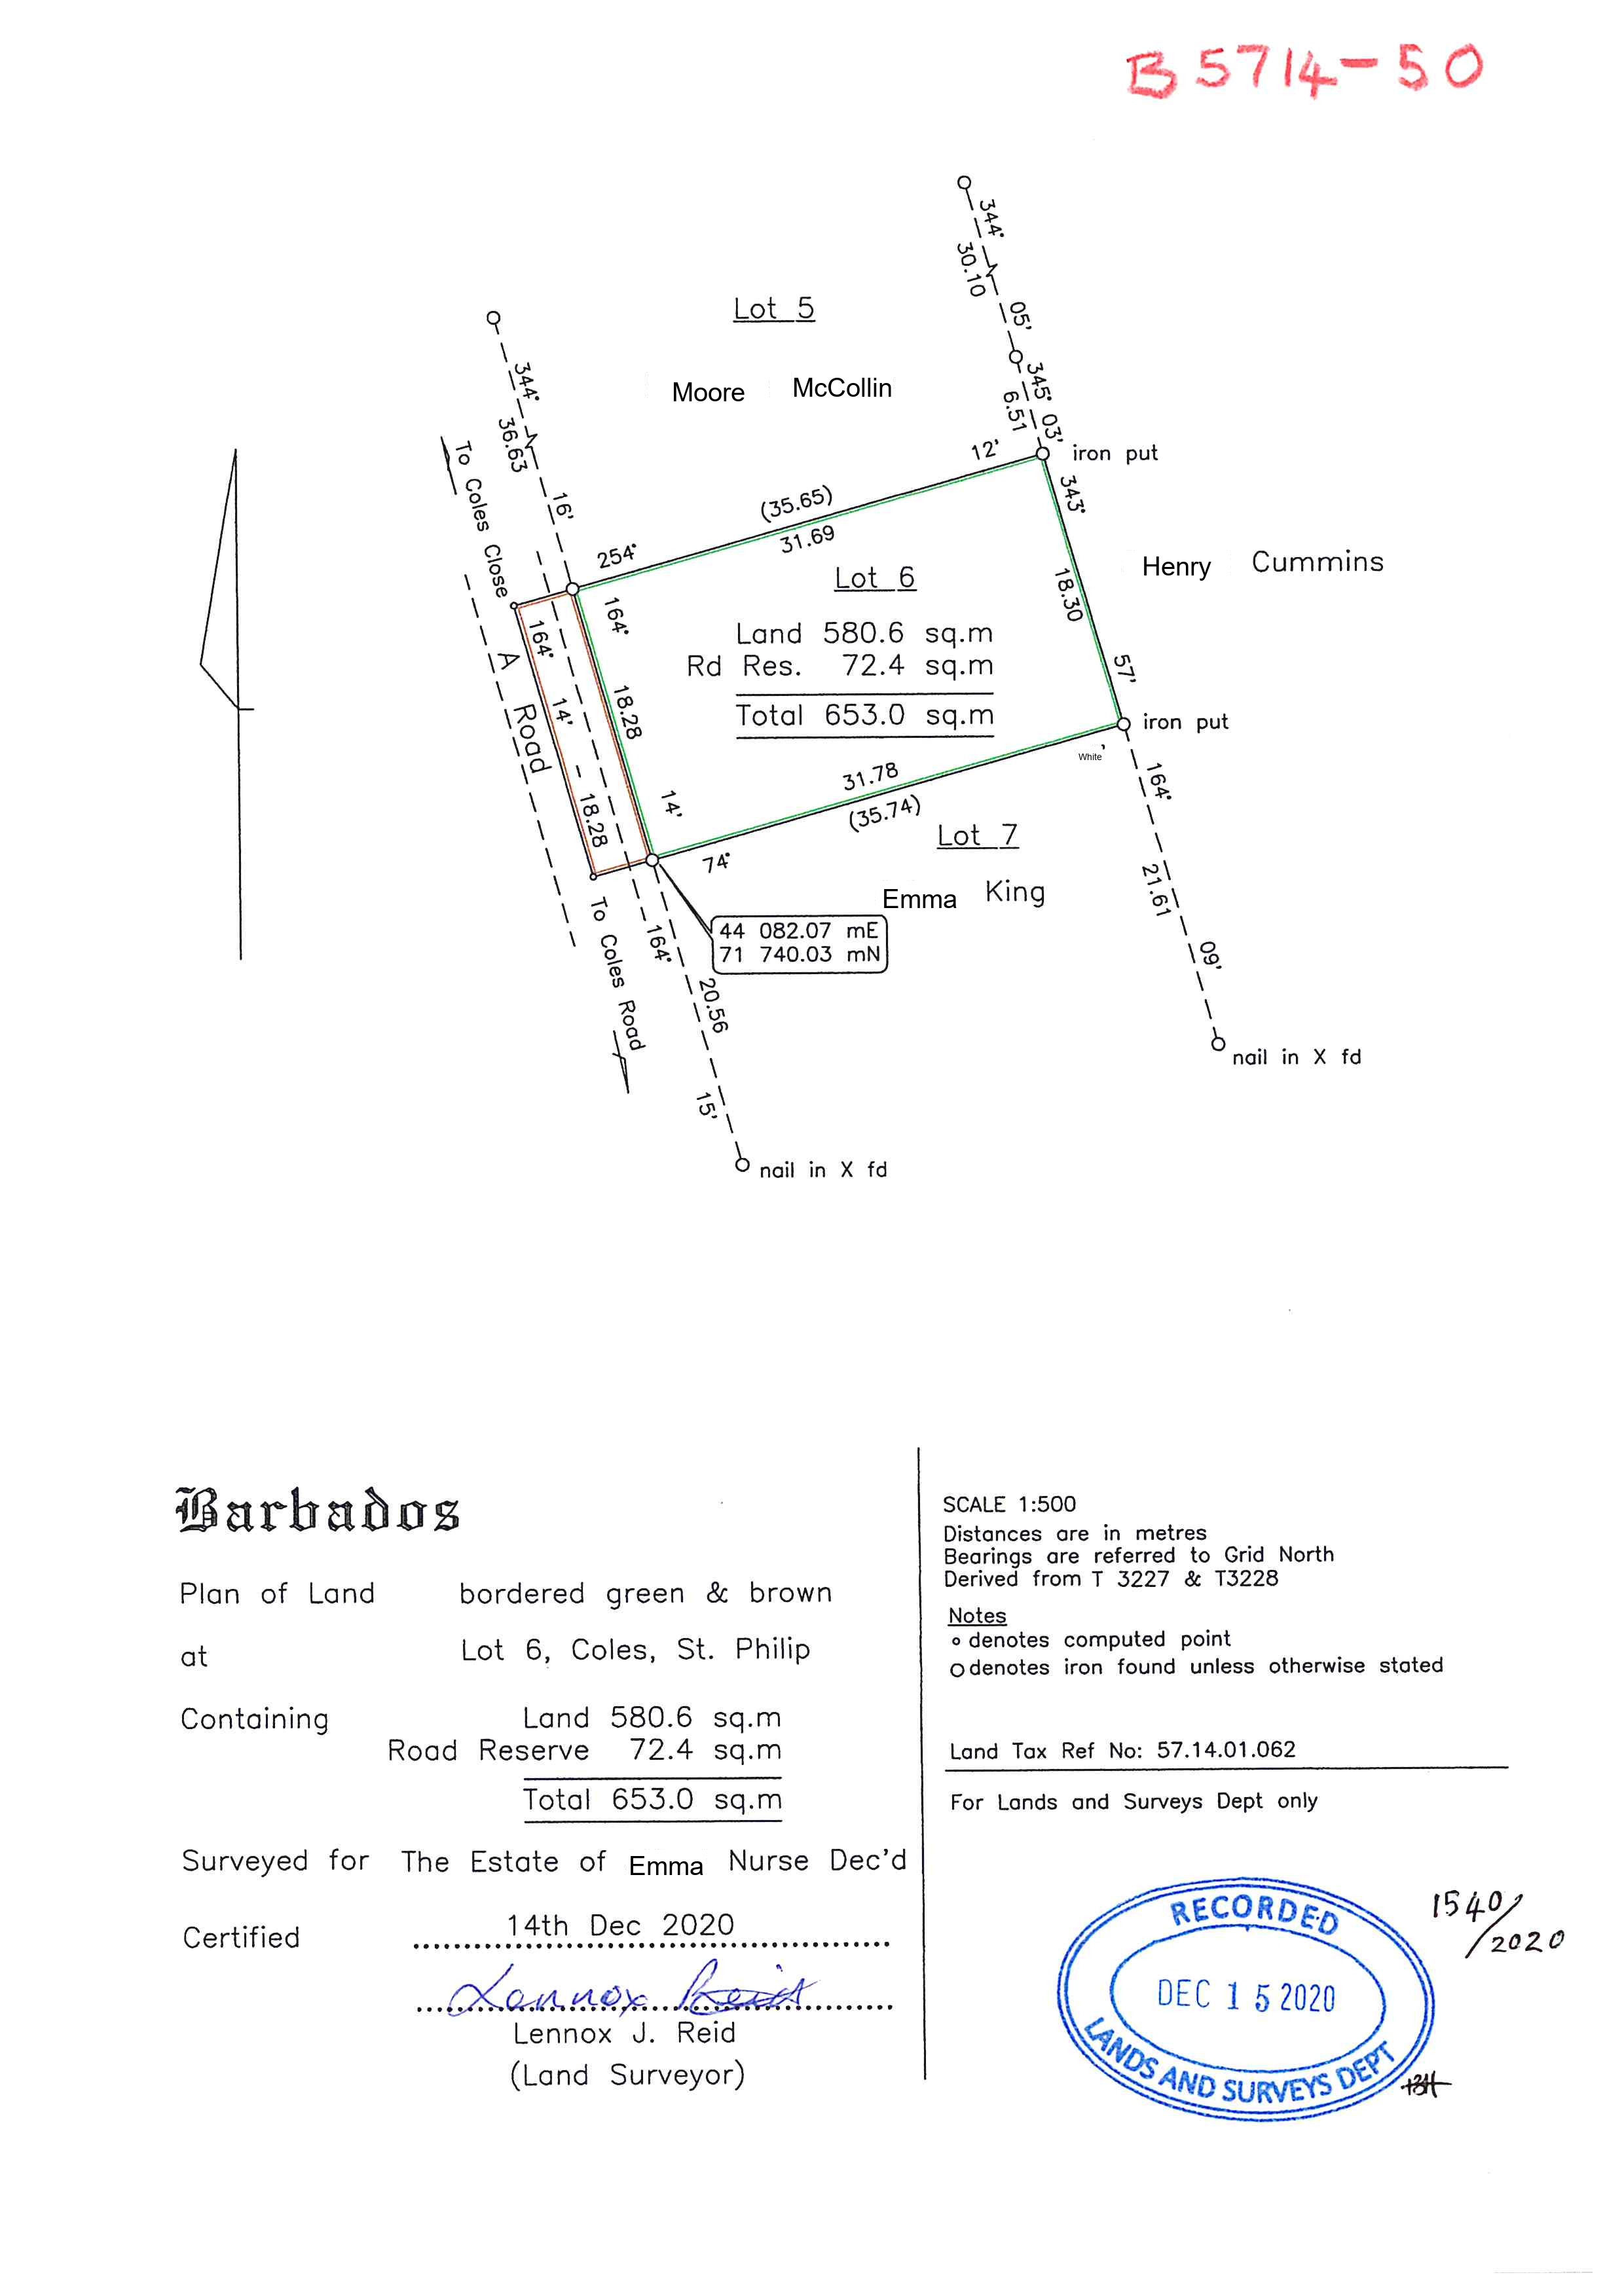 B 5714-50
344°
30.10
05'
Lot 5
344°
36.63
16'
345° 03'
6.51
Moore McCollin
12'
iron put
To Coles Close
(35.65)
31.69
254°
343°
18.30
57'
Henry Cummins
Lot 6
164°
164°
Land 580.6 sq.m
Rd Res. 72.4 sq.m
Total 653.0 sq.m
A Road
14'
18.28
18.28
14'
iron put
White
'
31.78
(35.74)
74°
Lot 7
164°
21.61
09'
Emma King
44 082.07 mE
71 740.03 mN
To Coles Road
164°
20.56
15'
nail in X fd
nail in X fd
Barbados
Plan of Land bordered green & brown
at Lot 6, Coles, St. Philip
Containing Land 580.6 sq.m
Road Reserve 72.4 sq.m
Total 653.0 sq.m
Surveyed for The Estate of Emma Nurse Dec'd
Certified 14th Dec 2020
Lennox Reid
Lennox J. Reid
(Land Surveyor)
SCALE 1:500
Distances are in metres
Bearings are referred to Grid North
Derived from T 3227 & T3228
Notes
denotes computed point
denotes iron found unless otherwise stated
Land Tax Ref No: 57.14.01.062
For Lands and Surveys Dept only
RECORDED
DEC 15 2020
LANDS AND SURVEYS DEPT
1540/
2020